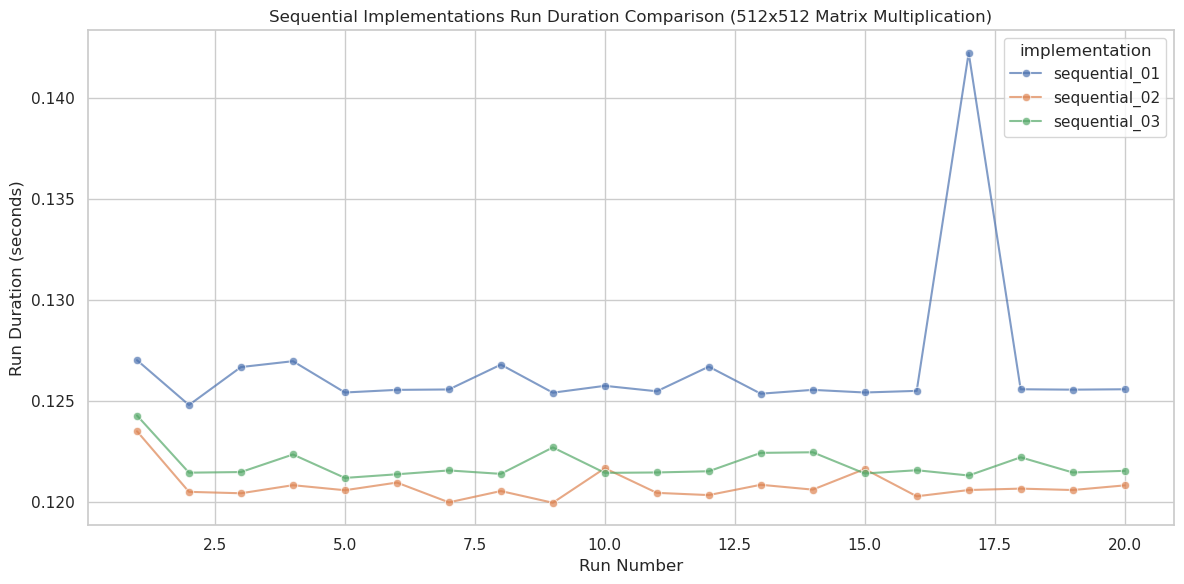 Sequential Implementations Run Duration Comparison (512x512 Matrix Multiplication)
implementation
sequential_01
sequential_02
sequential_03
Run Duration (seconds)
0.140
0.135
0.130
0.125
0.120
2.5 5.0 7.5 10.0 12.5 15.0 17.5 20.0
Run Number